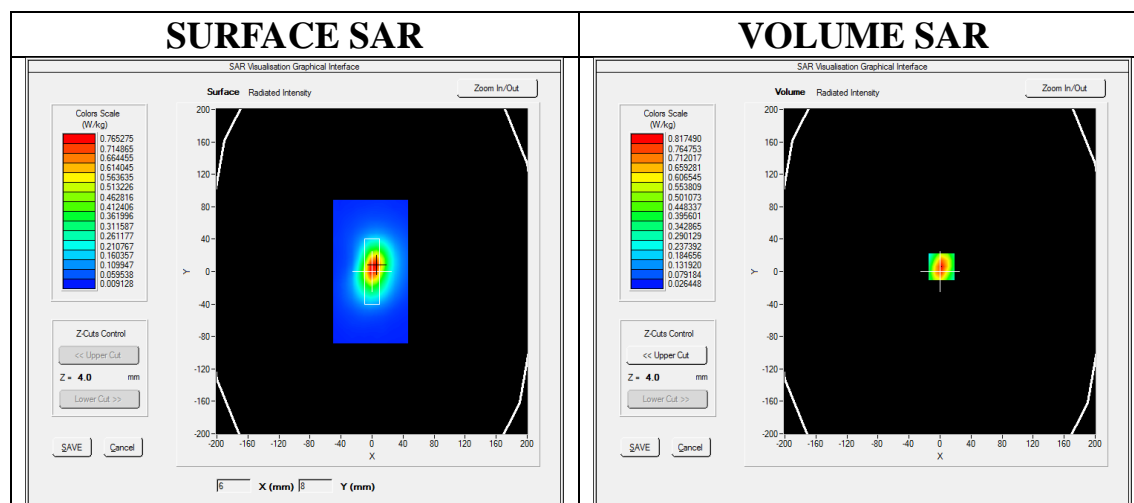 SURFACE SAR
SAR Visualisation Graphical Interface
Surface Radiated Intensity
Zoom In/Out
Colors Scale
(W/kg)
0.765275
0.714865
0.664455
0.614045
0.563635
0.513226
0.462816
0.412406
0.361996
0.311587
0.261177
0.210767
0.160357
0.109947
0.059538
0.009128
Z-Cuts Control
<< Upper Cut
Z = 4.0 mm
Lower Cut >>
SAVE Cancel
200
160
120
80
40
0
-40
-80
-120
-160
-200
Y
-200 -160 -120 -80 -40 0 40 80 120 160 200
X
6 X (mm) 8 Y (mm)
VOLUME SAR
SAR Visualisation Graphical Interface
Volume Radiated Intensity
Zoom In/Out
Colors Scale
(W/kg)
0.817490
0.764753
0.712017
0.659281
0.606545
0.553809
0.501073
0.448337
0.395601
0.342865
0.290129
0.237392
0.184656
0.131920
0.079184
0.026448
Z-Cuts Control
<< Upper Cut
Z = 4.0 mm
Lower Cut >>
SAVE Cancel
200
160
120
80
40
0
-40
-80
-120
-160
-200
Y
-200 -160 -120 -80 -40 0 40 80 120 160 200
X